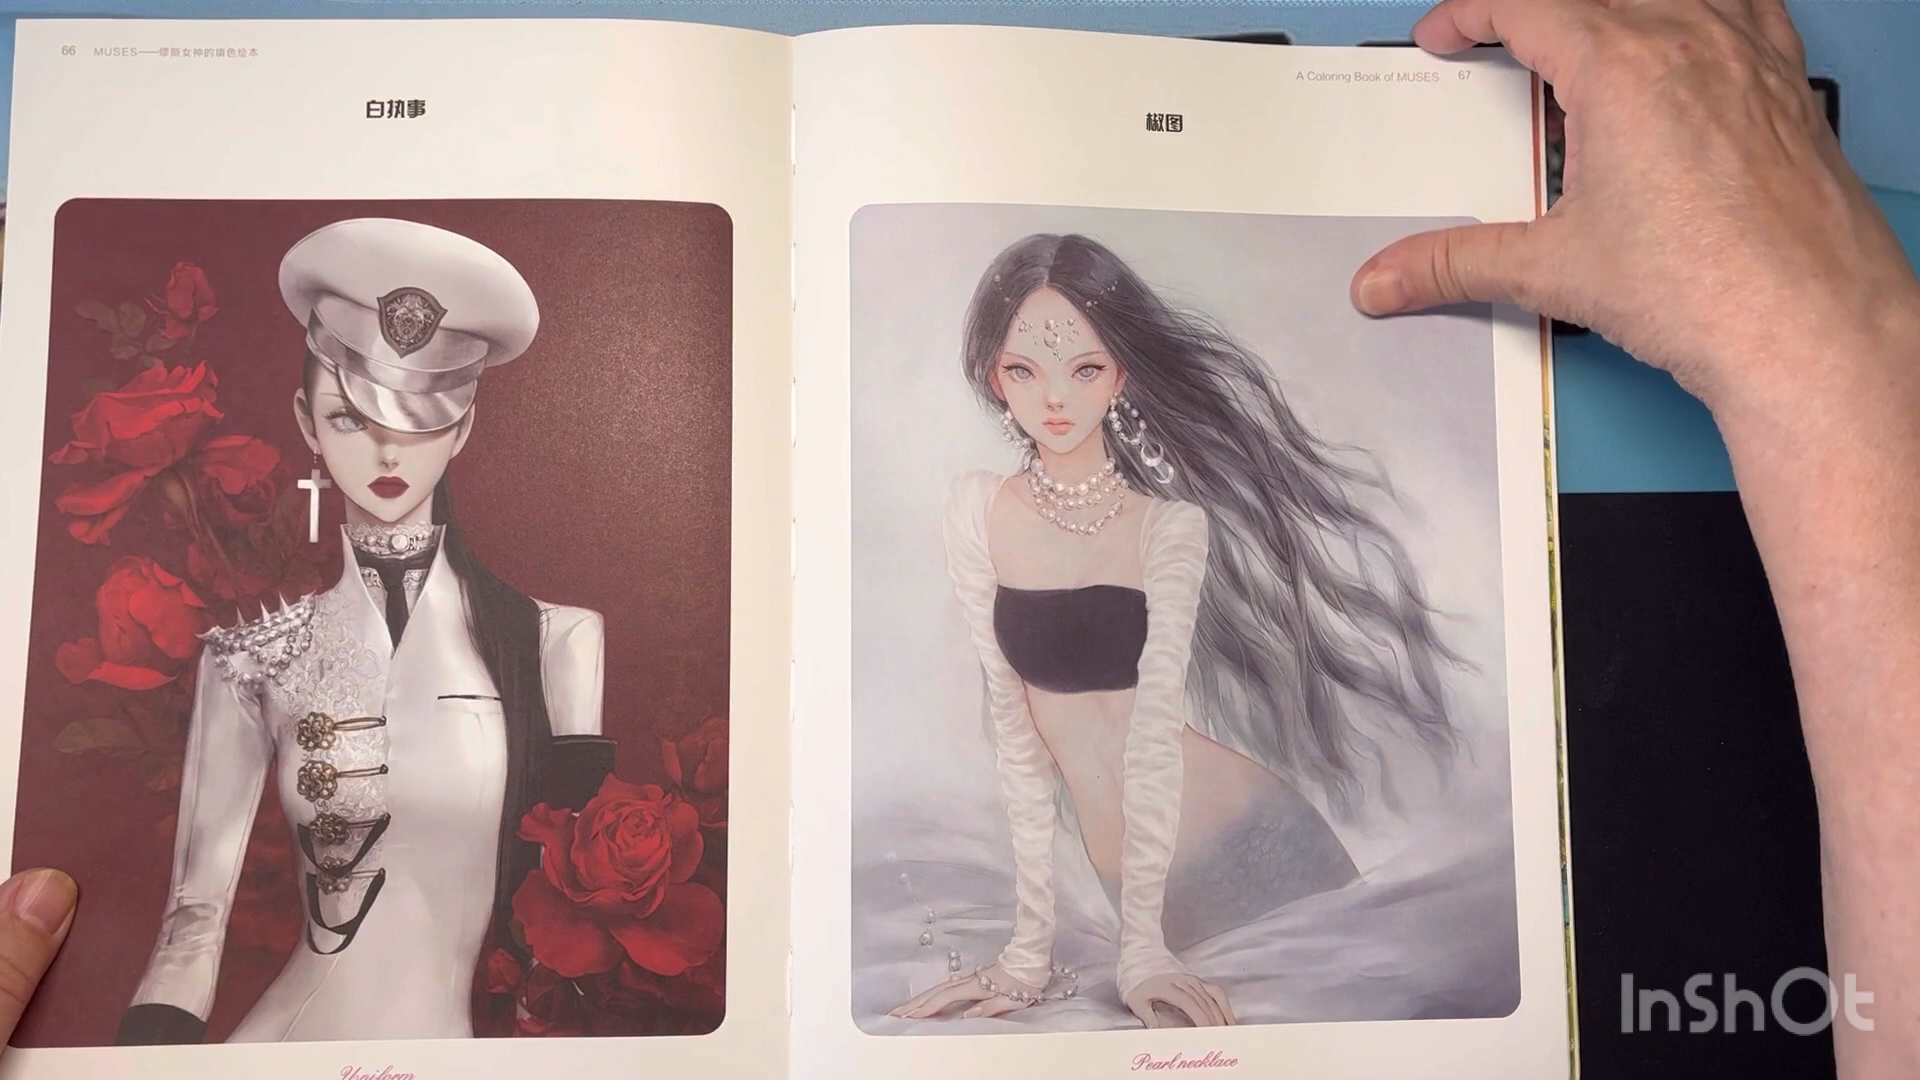 66 MUSES——缪斯女神的填色绘本
A Coloring Book of MUSES 67
白执事
椒图
Uniform
Pearl necklace
InShOt